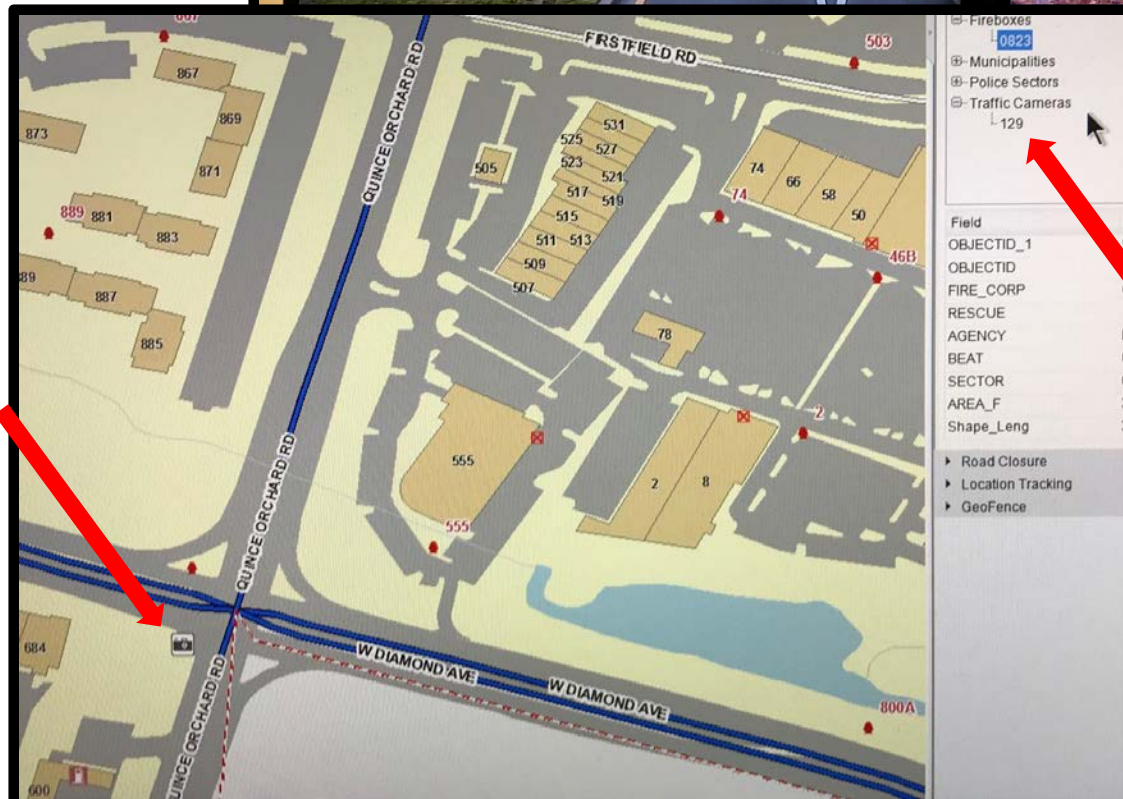 867
503
FIRSTFIELD RD
867
869
871
873
QUINCE ORCHARD RD
505
531
525
527
523
521
517
519
515
511
513
509
507
74
66
58
50
74
46B
889
881
883
89
887
885
78
2
555
2
8
555
QUINCE ORCHARD RD
W DIAMOND AVE
W DIAMOND AVE
684
QUINCE ORCHARD RD
800A
600
Fireboxes
0823
Municipalities
Police Sectors
Traffic Cameras
129
Field
OBJECTID_1
OBJECTID
FIRE_CORP
RESCUE
AGENCY
BEAT
SECTOR
AREA_F
Shape_Leng
Road Closure
Location Tracking
GeoFence